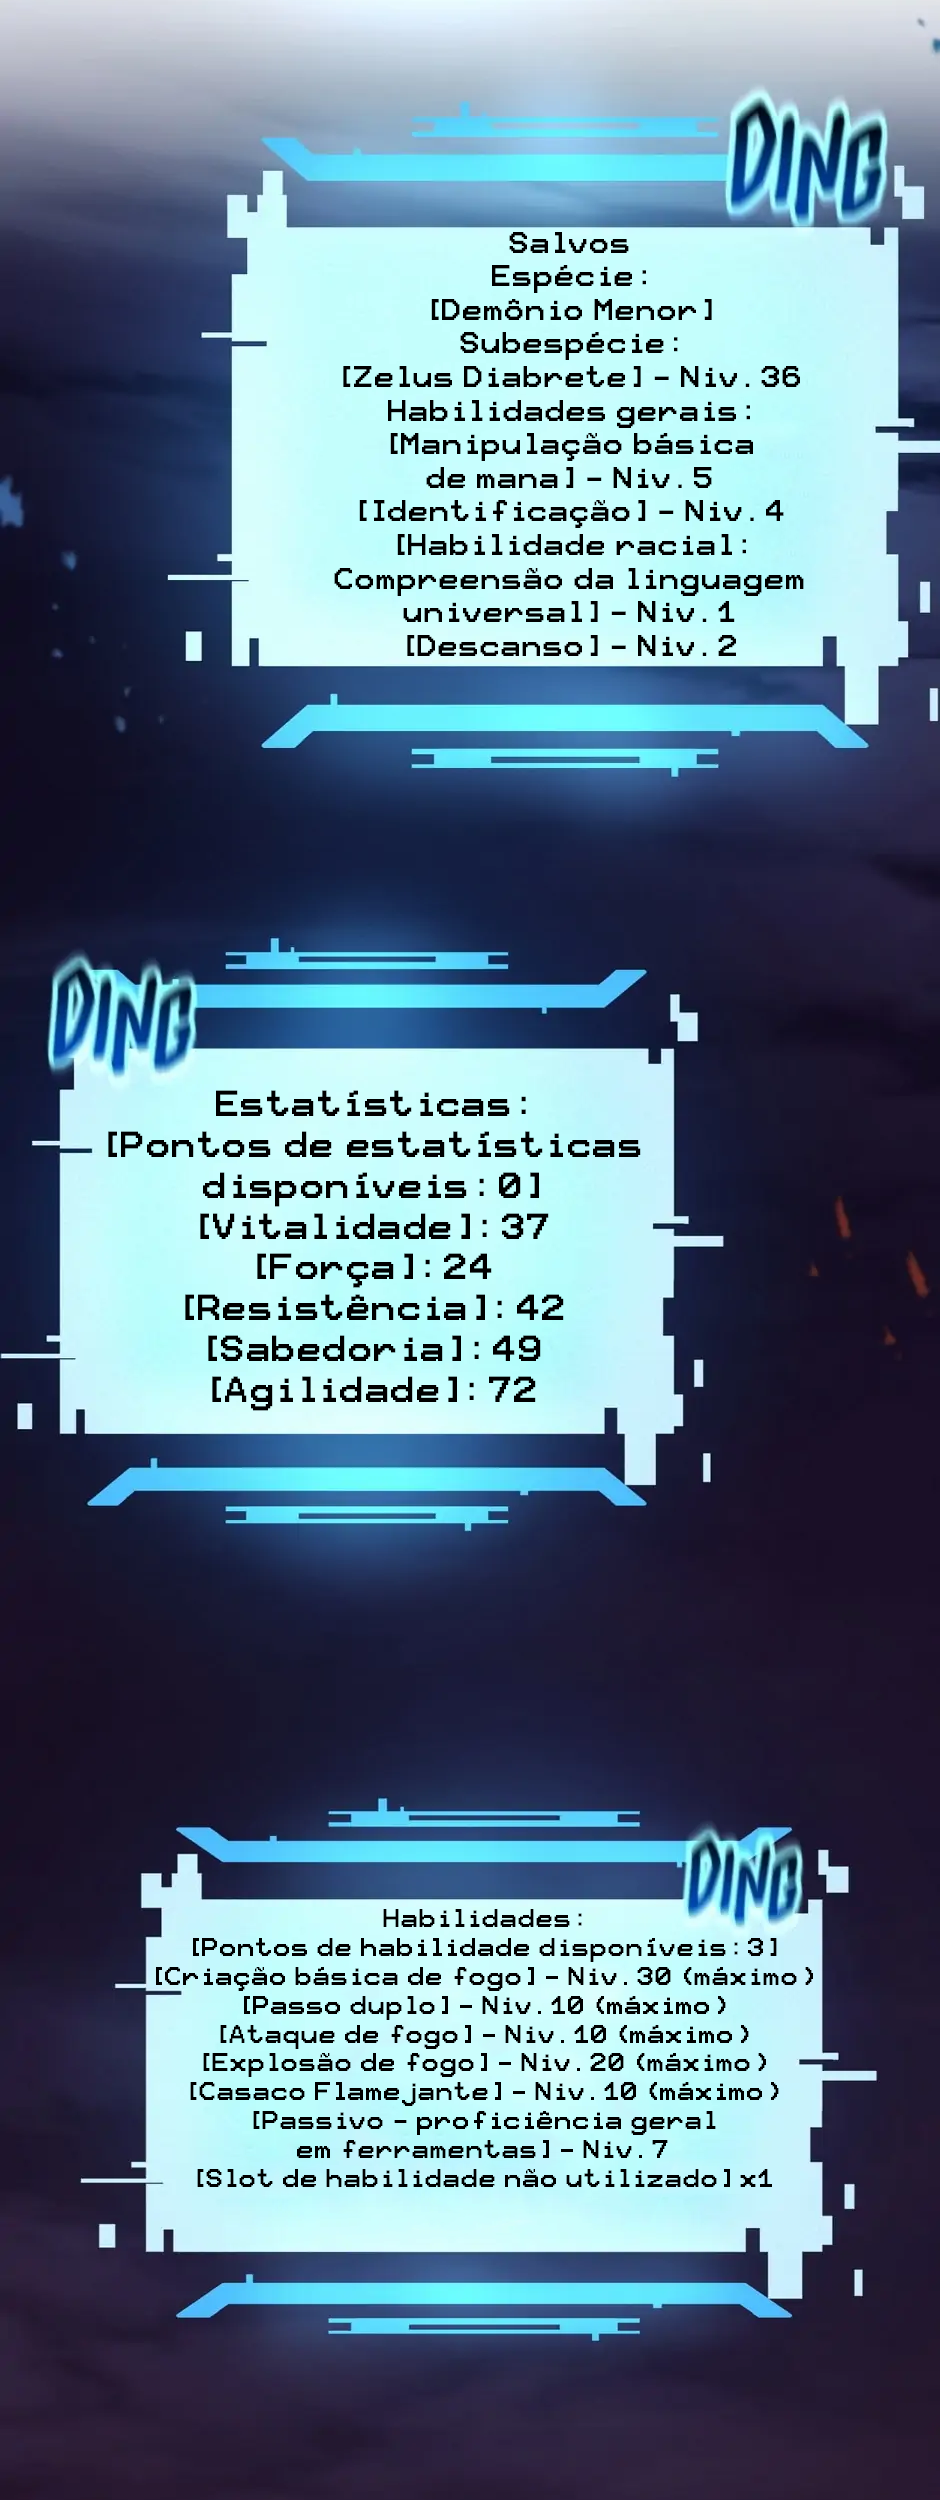 DING
Salvos
Espécie:
[Demônio Menor]
Subespécie:
[Zelus Diabrete] - Niv. 36
Habilidades gerais:
[Manipulação básica
de mana] - Niv. 5
[Identificação] - Niv. 4
[Habilidade racial:
Compreensão da linguagem
universal] - Niv. 1
[Descanso] - Niv. 2
DING
Estatísticas:
[Pontos de estatísticas
disponíveis: 0]
[Vitalidade]: 37
[Força]: 24
[Resistência]: 42
[Sabedoria]: 49
[Agilidade]: 72
DING
Habilidades:
[Pontos de habilidade disponíveis: 3]
[Criação básica de fogo] - Niv. 30 (máximo)
[Passo duplo] - Niv. 10 (máximo)
[Ataque de fogo] - Niv. 10 (máximo)
[Explosão de fogo] - Niv. 20 (máximo)
[Casaco Flamejante] - Niv. 10 (máximo)
[Passivo - proficiência geral
em ferramentas] - Niv. 7
[Slot de habilidade não utilizado] x1